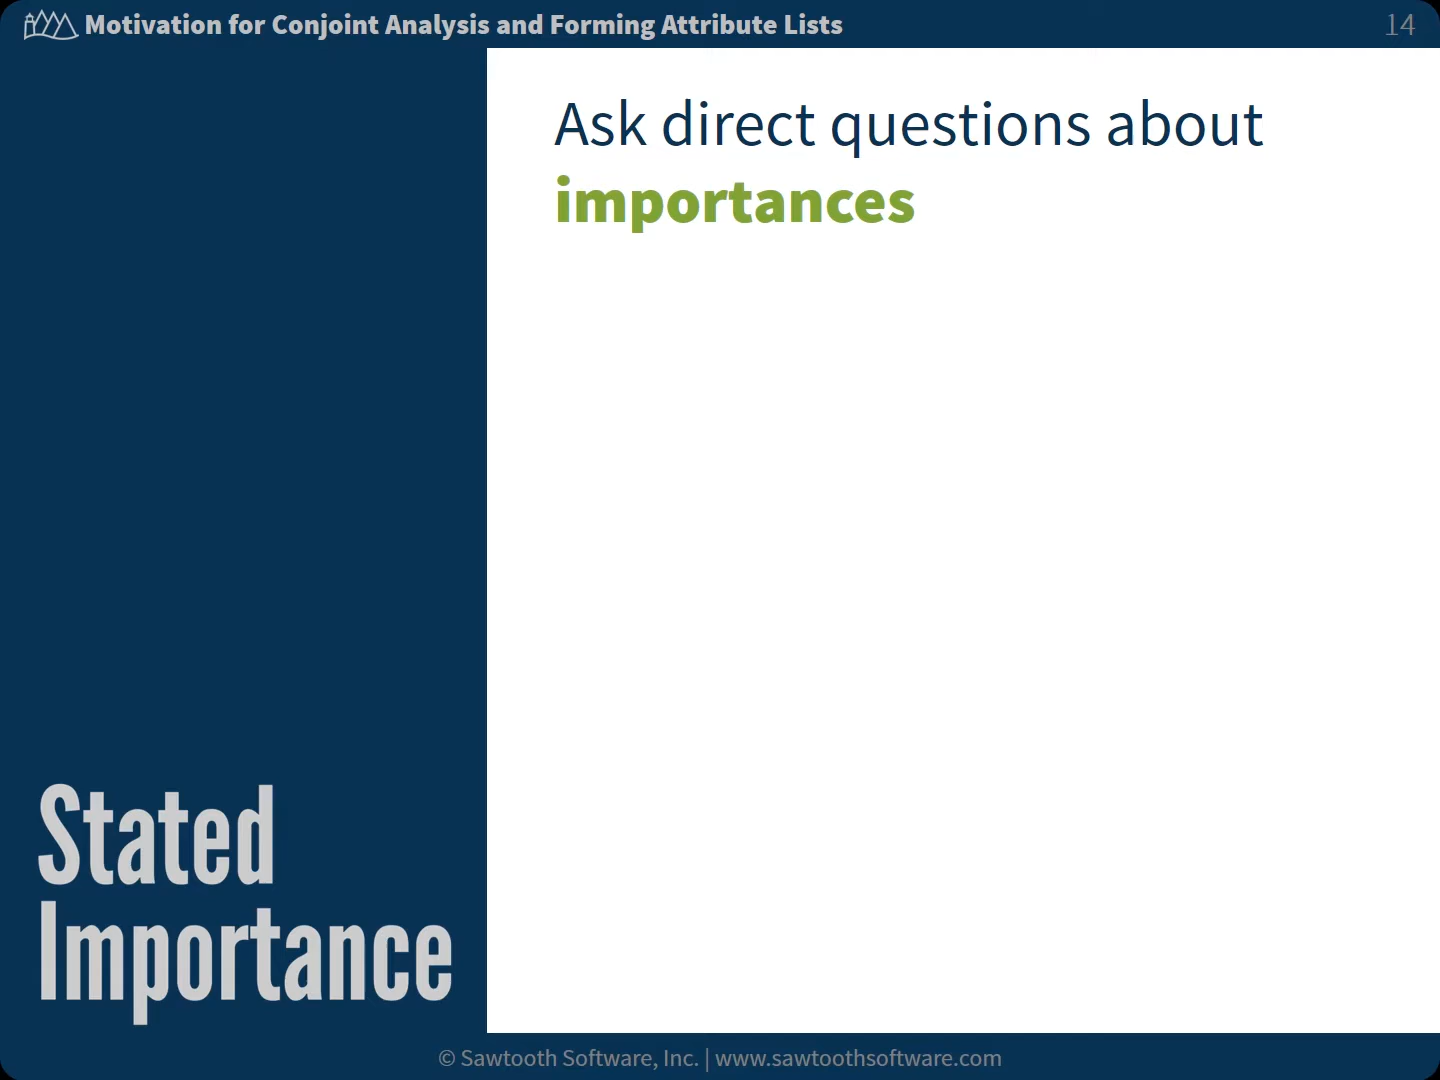 Motivation for Conjoint Analysis and Forming Attribute Lists
14
Ask direct questions about
importances
Stated
Importance
© Sawtooth Software, Inc. | www.sawtoothsoftware.com